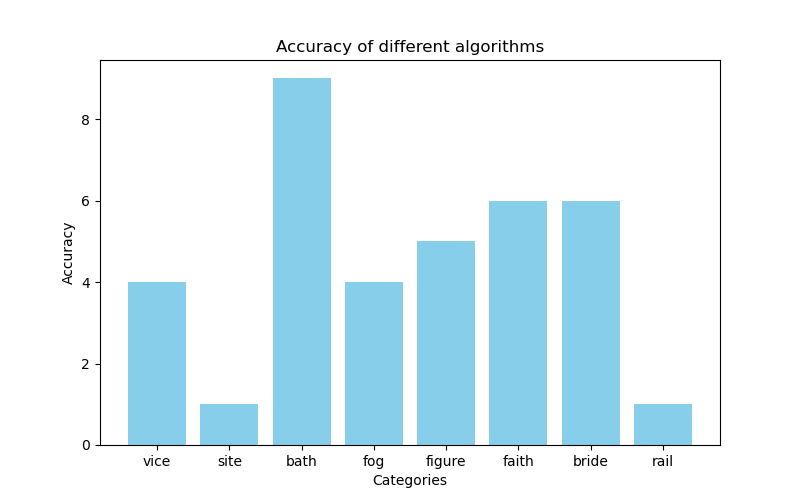 Accuracy of different algorithms
Accuracy
8
6
4
2
0
vice site bath fog figure faith bride rail
Categories